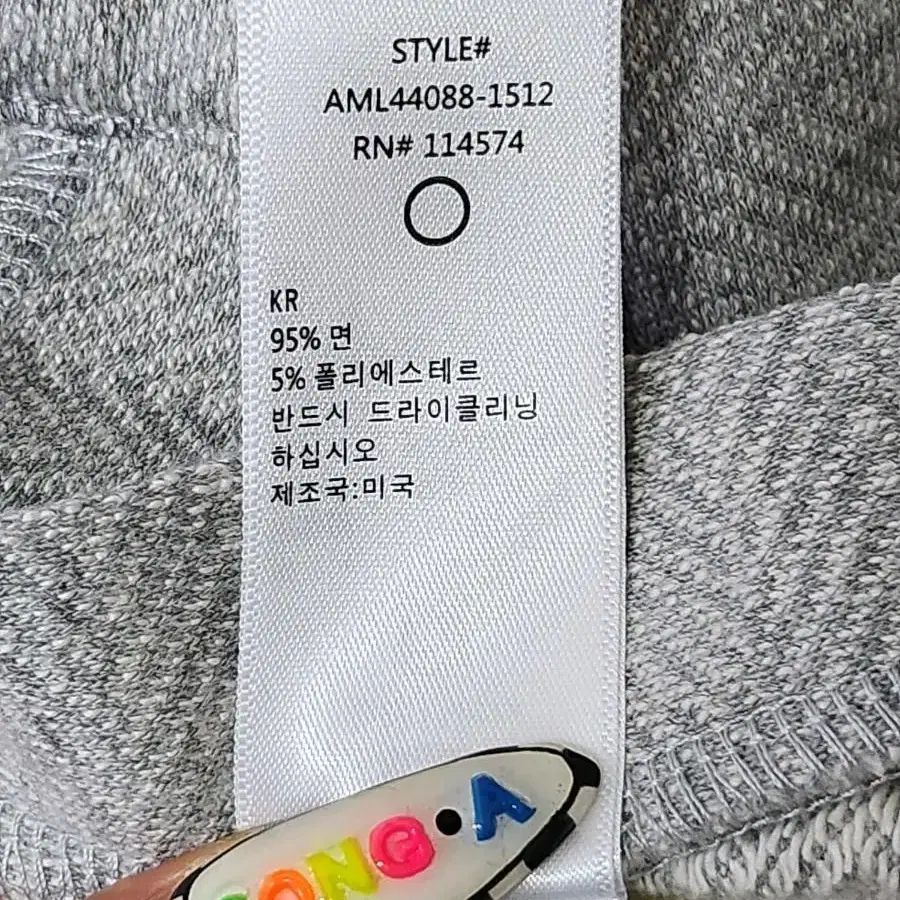 STYLE#
AML44088-1512
RN# 114574
KR
95% 면
5% 폴리에스테르
반드시 드라이클리닝
하십시오
제조국:미국
ONG•A